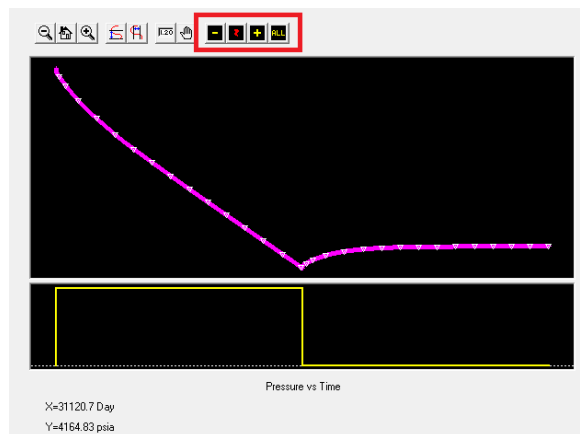 1.20 - ? + ALL
Pressure vs Time
X=31120.7 Day
Y=4164.83 psia